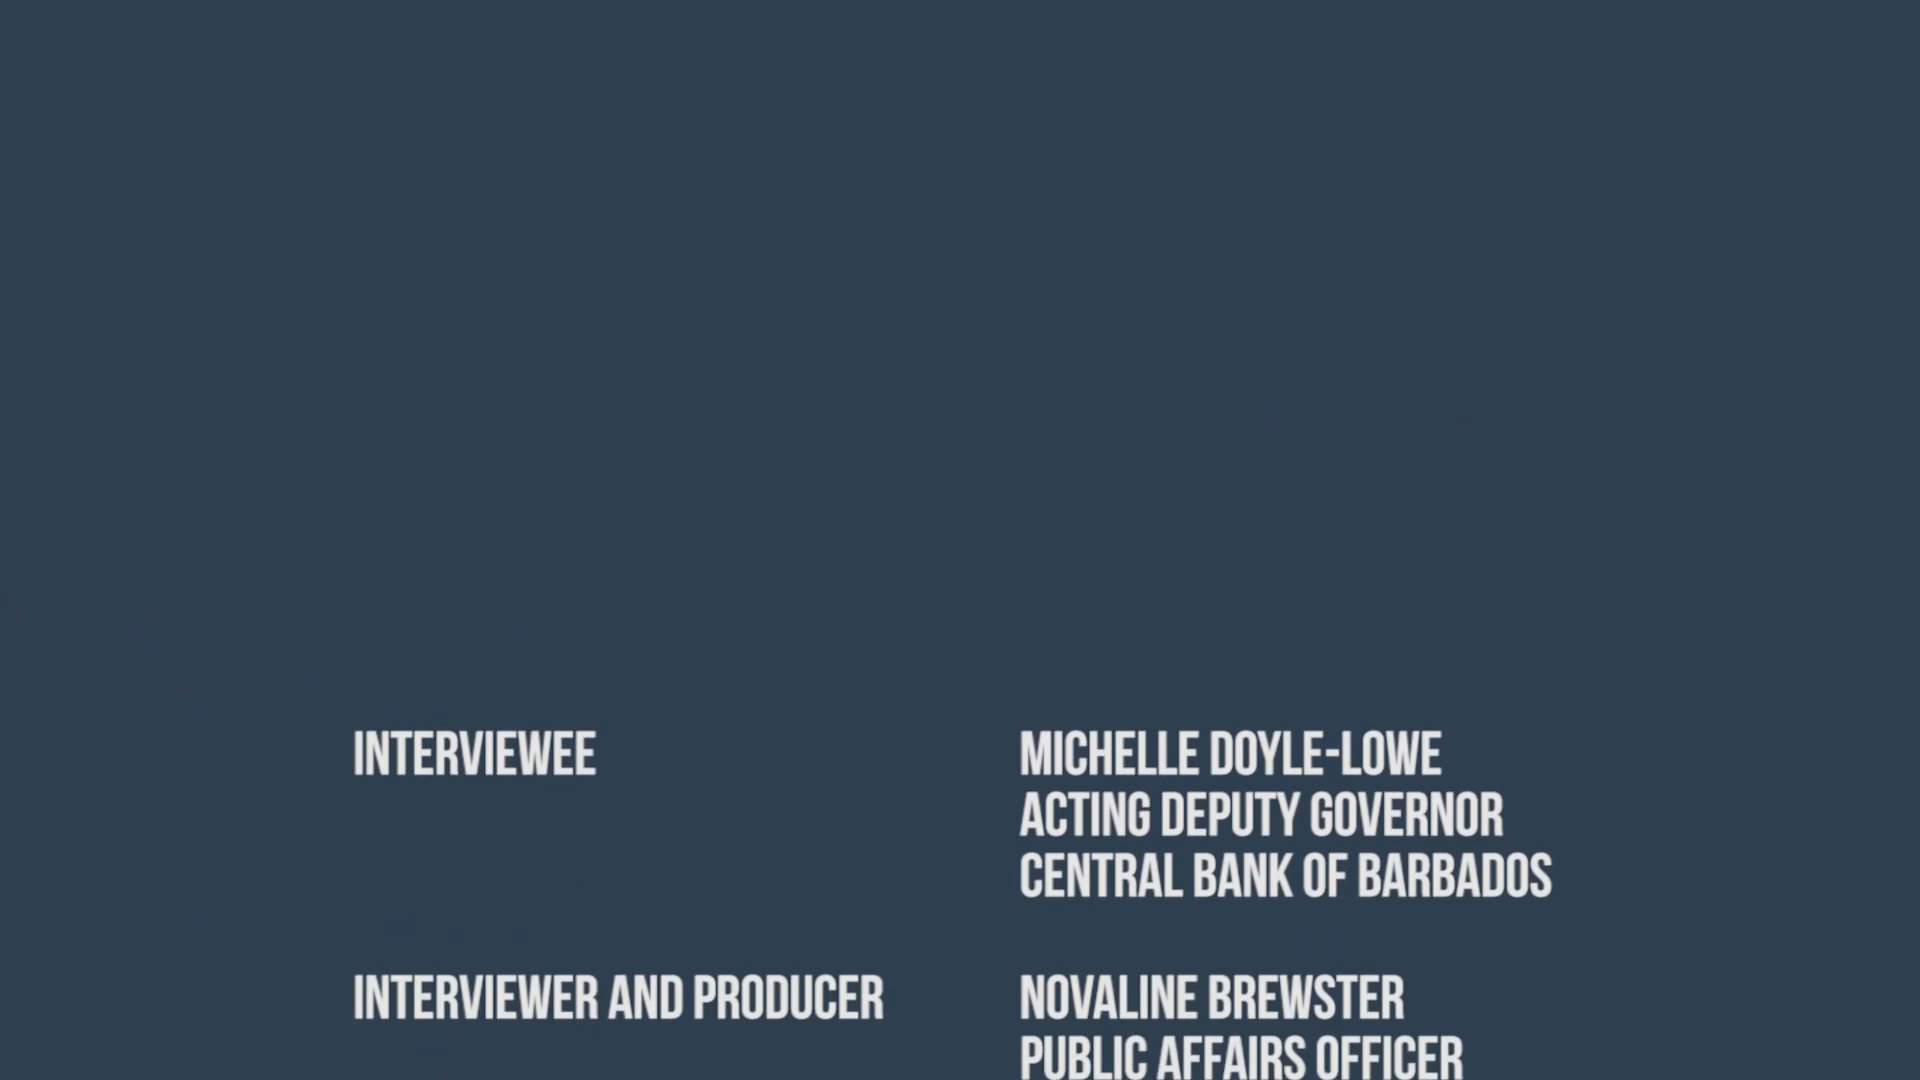 INTERVIEWEE
MICHELLE DOYLE-LOWE
ACTING DEPUTY GOVERNOR
CENTRAL BANK OF BARBADOS
INTERVIEWER AND PRODUCER
NOVALINE BREWSTER
PUBLIC AFFAIRS OFFICER